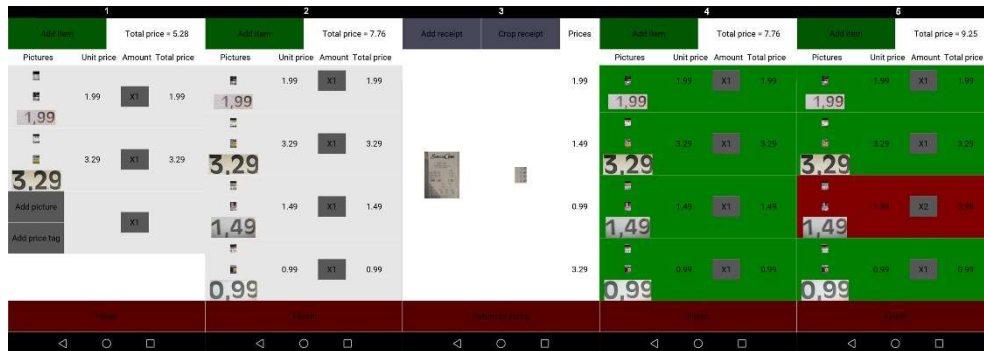 1
Add item
Total price = 5.28
Pictures
Unit price
Amount
Total price
1.99
X1
1.99
1,99
3.29
X1
3.29
3,29
Add picture
X1
Add price tag
2
Add item
Total price = 7.76
Pictures
Unit price
Amount
Total price
1.99
X1
1.99
1,99
3.29
X1
3.29
3,29
1.49
X1
1.49
1,49
0.99
X1
0.99
0,99
3
Add receipt
Crop receipt
Prices
1.99
1.49
0.99
3.29
4
Add item
Total price = 7.76
Pictures
Unit price
Amount
Total price
1.99
X1
1.99
1,99
3.29
X1
3.29
3,29
1.49
X1
1.49
1,49
0.99
X1
0.99
0,99
5
Add item
Total price = 9.25
Pictures
Unit price
Amount
Total price
1.99
X1
1.99
1,99
3.29
X1
3.29
3,29
X2
1,49
0.99
X1
0.99
0,99